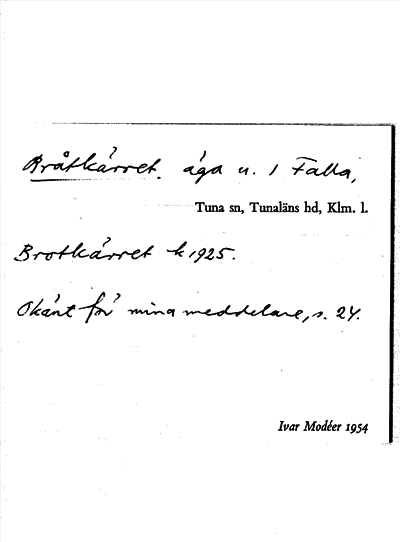 Bråtkärret. äga u. 1 Falla,
Tuna sn, Tunaläns hd, Klm. l.
Brotkärret k 1925.
Okänt för mina meddelare, s. 24.
Ivar Modéer 1954